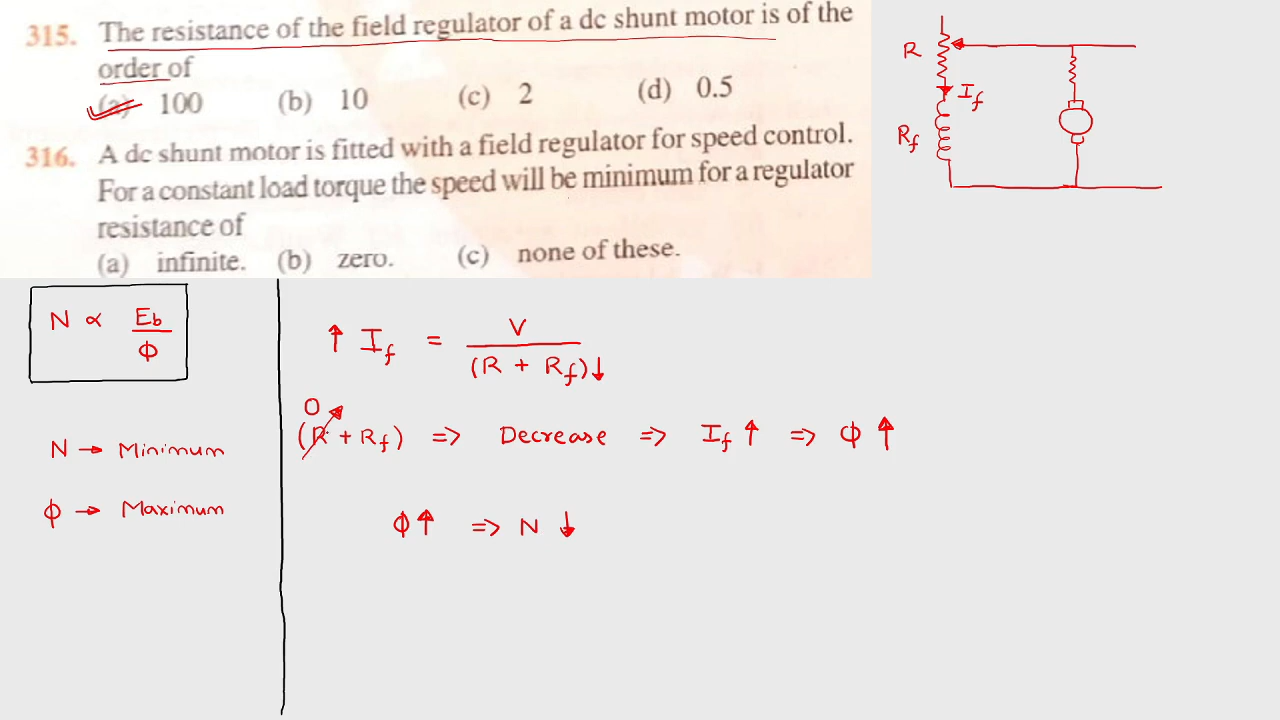 315. The resistance of the field regulator of a dc shunt motor is of the
order of
(a) 100 (b) 10 (c) 2 (d) 0.5
316. A dc shunt motor is fitted with a field regulator for speed control.
For a constant load torque the speed will be minimum for a regulator
resistance of
(a) infinite. (b) zero. (c) none of these.
R
If
Rf
N ∝ Eb / Φ
N → Minimum
Φ → Maximum
↑ If = V / (R + Rf)↓
0
(R + Rf) => Decrease => If ↑ => Φ ↑
Φ↑ => N ↓